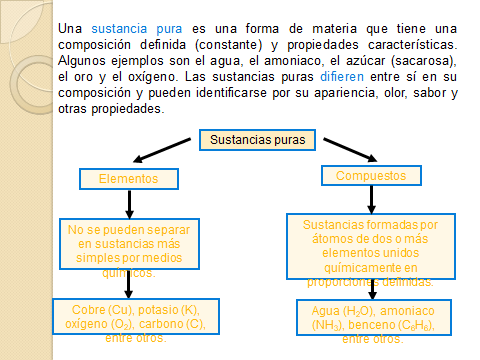 Una sustancia pura es una forma de materia que tiene una
composición definida (constante) y propiedades características.
Algunos ejemplos son el agua, el amoniaco, el azúcar (sacarosa),
el oro y el oxígeno. Las sustancias puras difieren entre sí en su
composición y pueden identificarse por su apariencia, olor, sabor y
otras propiedades.
Sustancias puras
Elementos
Compuestos
No se pueden separar
en sustancias más
simples por medios
químicos.
Sustancias formadas por
átomos de dos o más
elementos unidos
químicamente en
proporciones definidas.
Cobre (Cu), potasio (K),
oxígeno (O₂), carbono (C),
entre otros.
Agua (H₂O), amoniaco
(NH₃), benceno (C₆H₆),
entre otros.